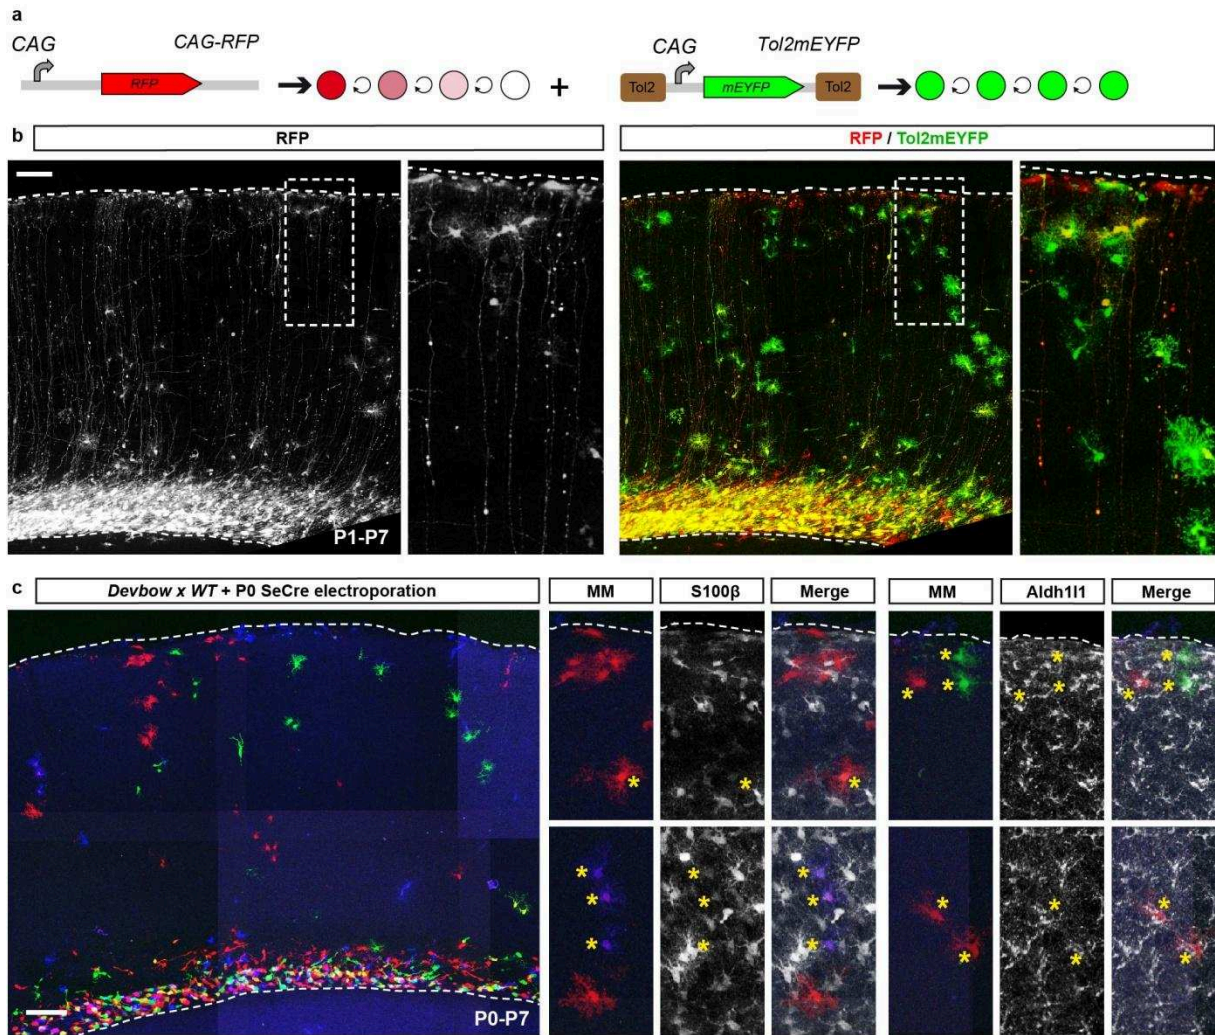 a
CAG CAG-RFP
RFP
+
CAG Tol2mEYFP
Tol2 mEYFP Tol2
b
RFP
RFP / Tol2mEYFP
P1-P7
c
Devbow x WT + P0 SeCre electroporation
MM S100β Merge MM Aldh1l1 Merge
* * * * * * * * * * *
* * * * * * * * * * * * * * *
P0-P7